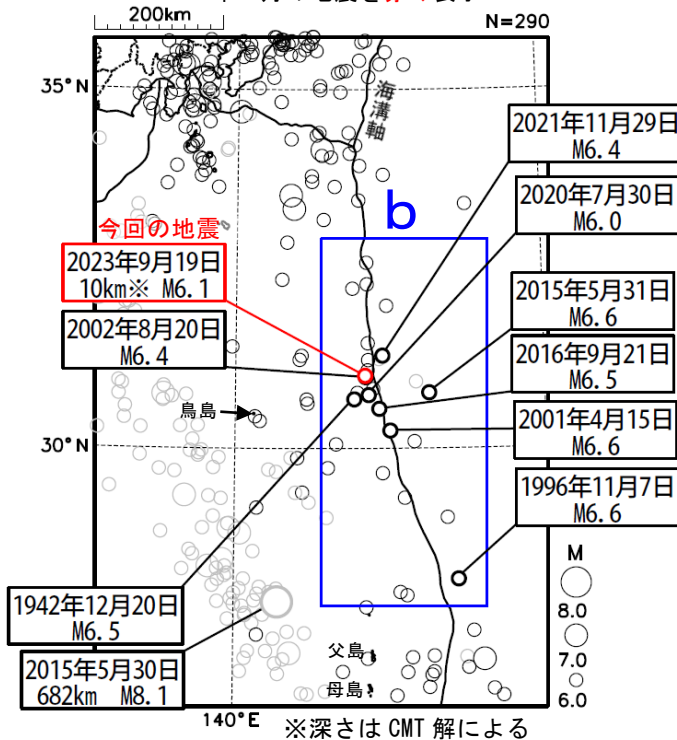 200km
N=290
35°N
海溝軸
2021年11月29日
M6.4
2020年7月30日
M6.0
b
今回の地震
2023年9月19日
10km※ M6.1
2015年5月31日
M6.6
2002年8月20日
M6.4
2016年9月21日
M6.5
鳥島
2001年4月15日
M6.6
30°N
1996年11月7日
M6.6
M
8.0
7.0
6.0
1942年12月20日
M6.5
2015年5月30日
682km M8.1
父島
母島
140°E
※深さは CMT 解による